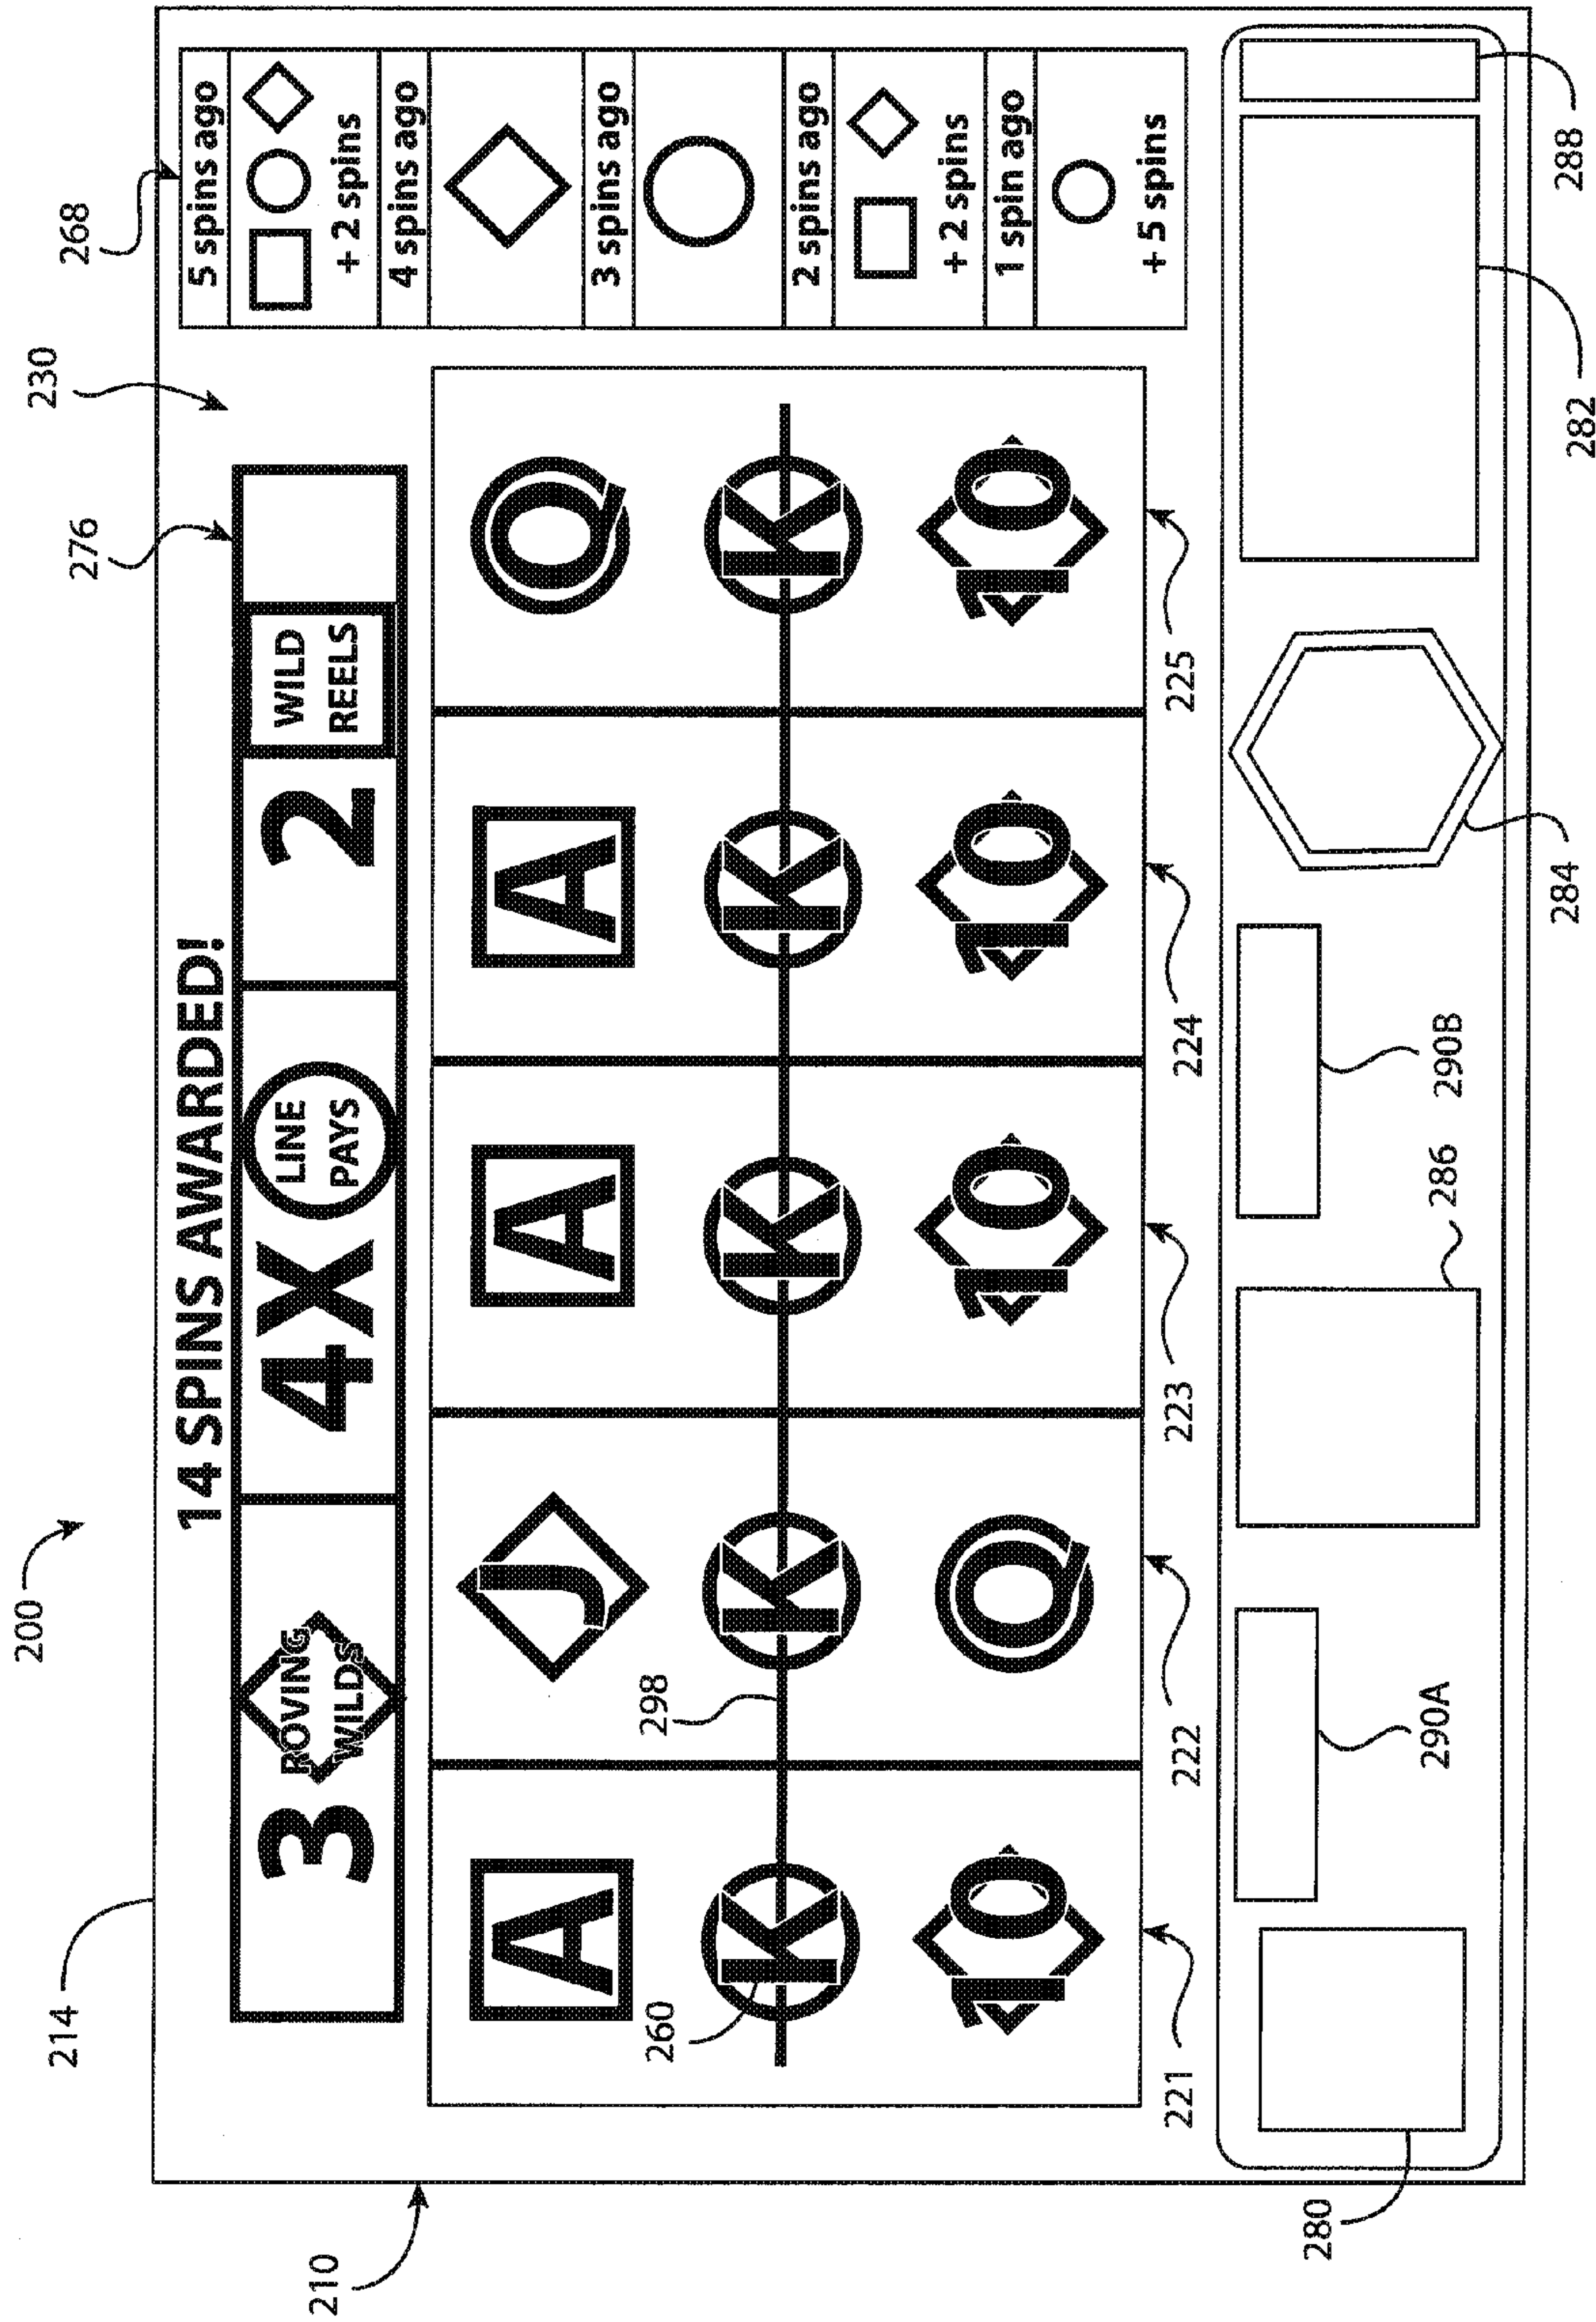 200
214
210
230
276
268
14 SPINS AWARDED!
3 ROVING WILDS
4X LINE PAYS
2 WILD REELS
A J A A Q
K K K K K
10 Q 10 10 10
260
298
221
222
223
224
225
5 spins ago
+ 2 spins
4 spins ago
3 spins ago
2 spins ago
+ 2 spins
1 spin ago
+ 5 spins
280
290A
286
290B
284
282
288